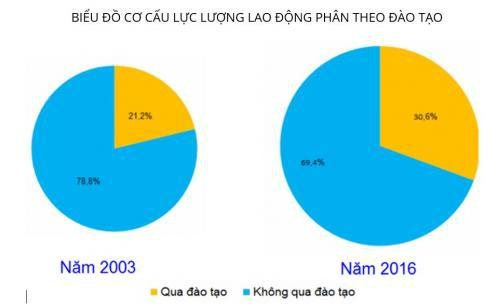 BIỂU ĐỒ CƠ CẤU LỰC LƯỢNG LAO ĐỘNG PHÂN THEO ĐÀO TẠO
21,2%
78,8%
30,6%
69,4%
Năm 2003
Năm 2016
Qua đào tạo Không qua đào tạo